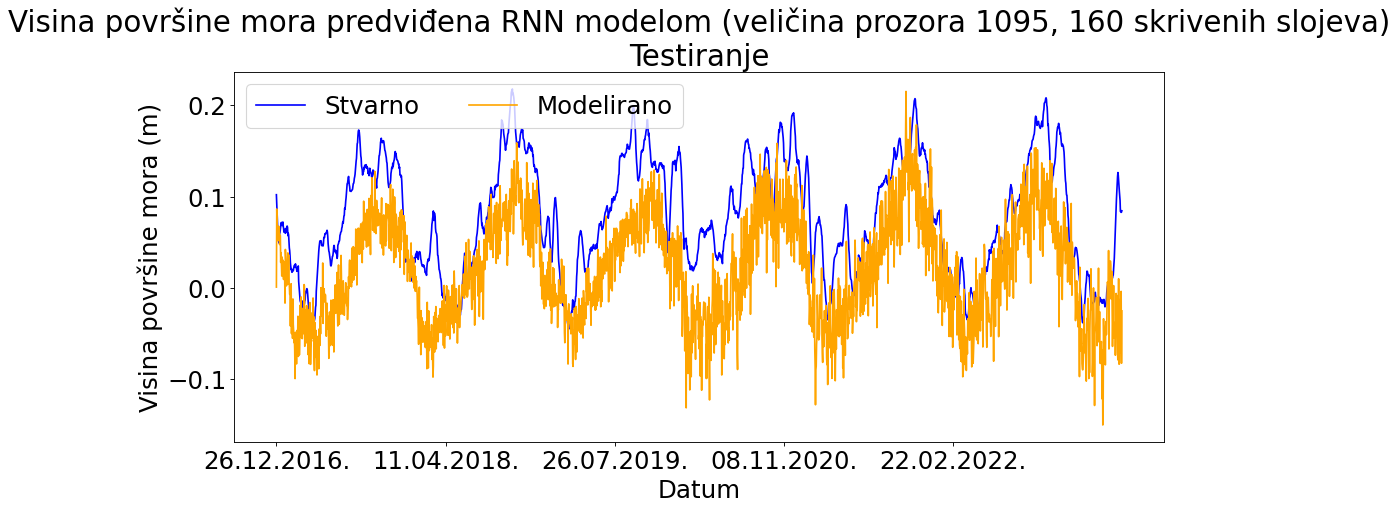 Visina površine mora predviđena RNN modelom (veličina prozora 1095, 160 skrivenih slojeva)
Testiranje
Stvarno
Modelirano
Visina površine mora (m)
0.2
0.1
0.0
−0.1
26.12.2016.
11.04.2018.
26.07.2019.
08.11.2020.
22.02.2022.
Datum